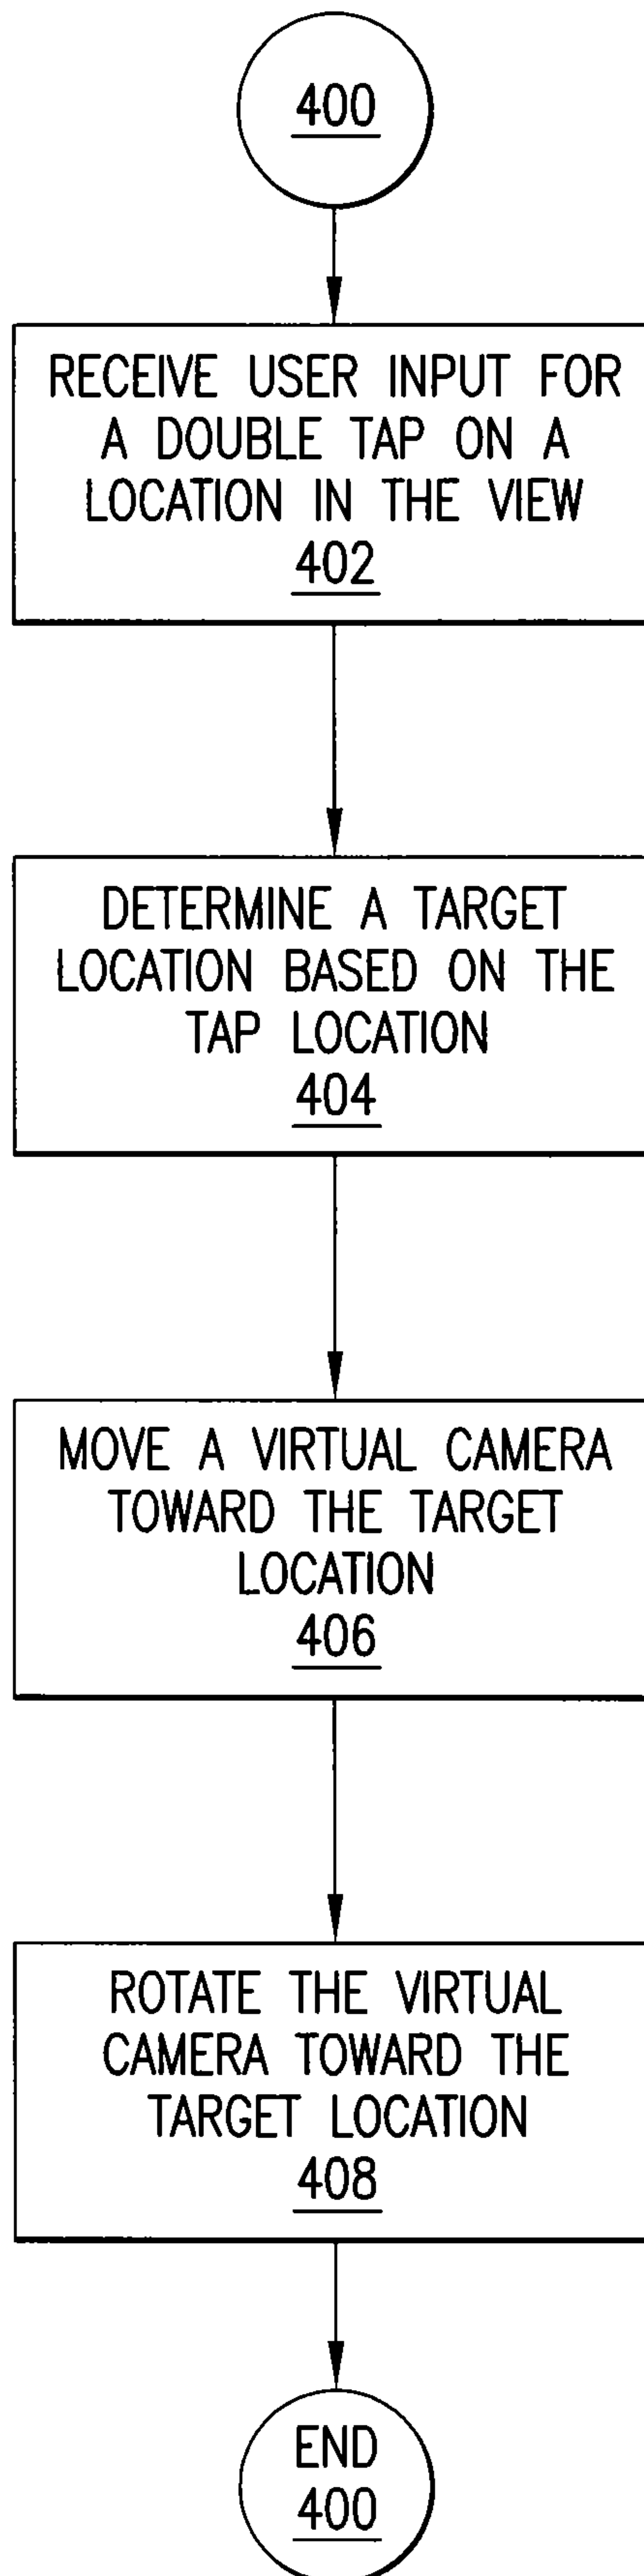 400
RECEIVE USER INPUT FOR
A DOUBLE TAP ON A
LOCATION IN THE VIEW
402
DETERMINE A TARGET
LOCATION BASED ON THE
TAP LOCATION
404
MOVE A VIRTUAL CAMERA
TOWARD THE TARGET
LOCATION
406
ROTATE THE VIRTUAL
CAMERA TOWARD THE
TARGET LOCATION
408
END
400